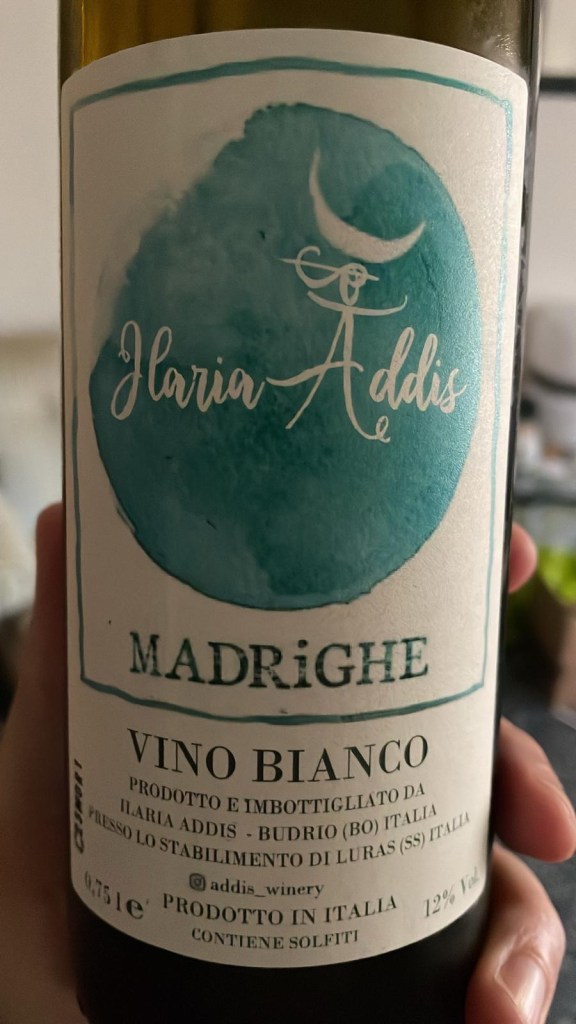 Ilaria Addis
MADRiGHE
VINO BIANCO
PRODOTTO E IMBOTTIGLIATO DA
ILARIA ADDIS - BUDRIO (BO) ITALIA
PRESSO LO STABILIMENTO DI LURAS (SS) ITALIA
addis_winery
0,75 l e PRODOTTO IN ITALIA 12% Vol.
CONTIENE SOLFITI